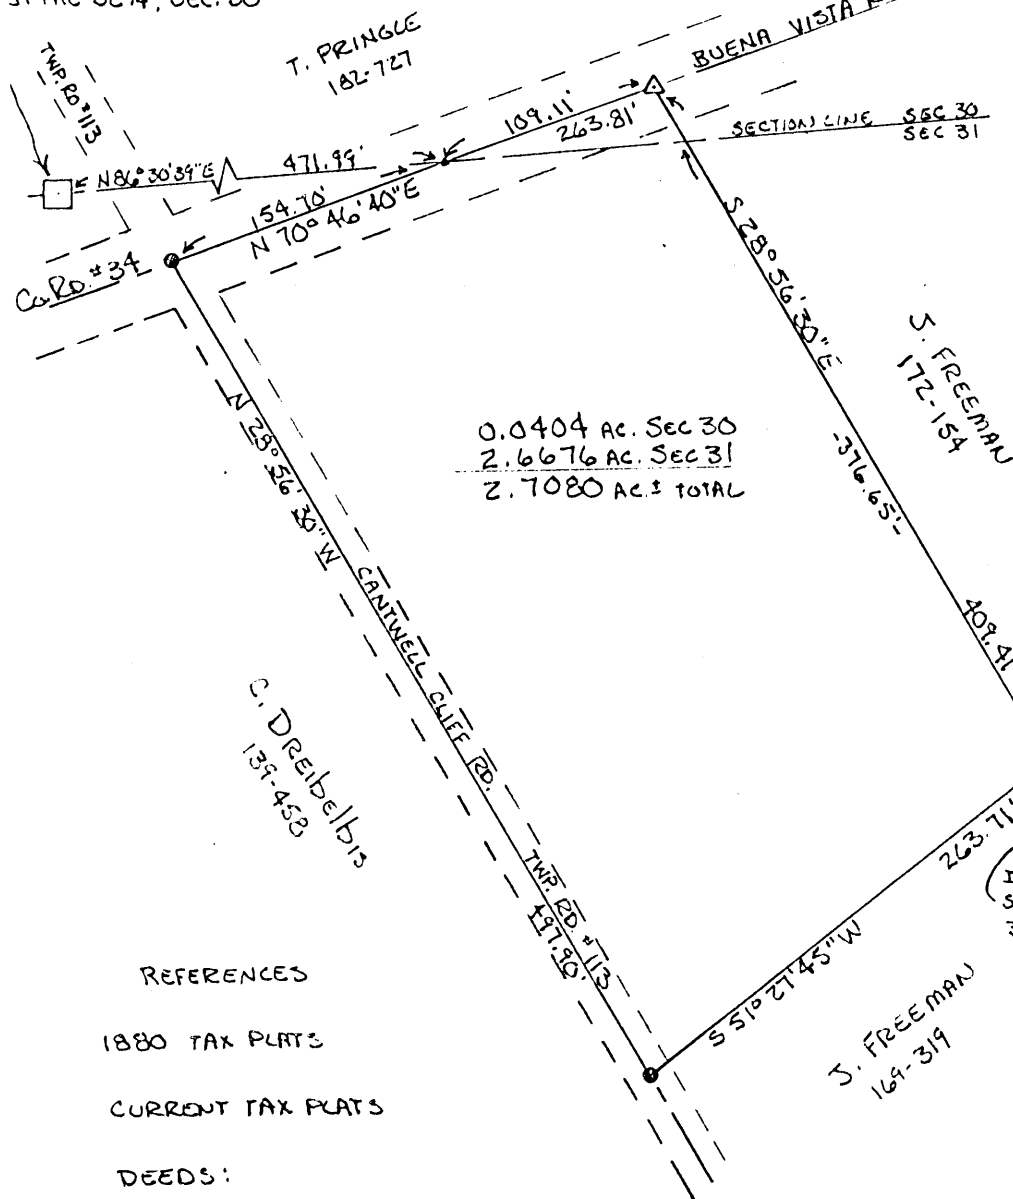 T. PRINGLE
182-727
TWP. RD #113
BUENA VISTA
109.11'
263.81'
SECTION LINE SEC 30
SEC 31
N 86° 30' 39" E
471.99'
154.70'
N 70° 46' 40" E
Co. RD. #34
S 28° 56' 30" E
J. FREEMAN
172-154
0.0404 AC. SEC 30
2.6676 AC. SEC 31
2.7080 AC.± TOTAL
-376.65'-
409.41
N 28° 56' 30" W
CANTWELL CLIFF RD.
TWP. RD. #113
497.90'
C. DREibElbis
139-458
263.71'
S 51° 27' 45" W
J. FREEMAN
169-319
REFERENCES
1880 TAX PLATS
CURRENT TAX PLATS
DEEDS: